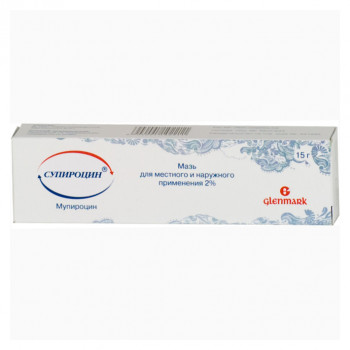 СУПИРОЦИН®
Мупироцин
Мазь
для местного и наружного
применения 2%
15 г
G
Glenmark